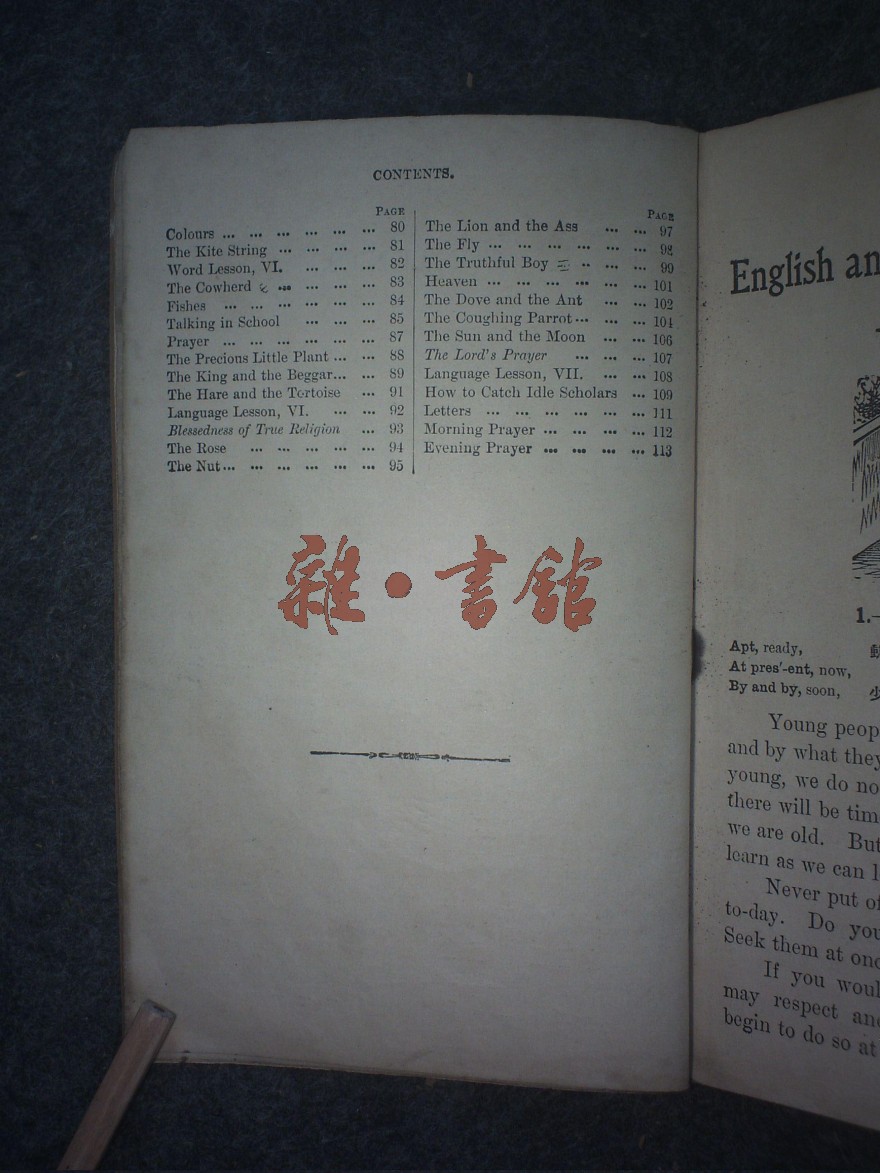 CONTENTS.
PAGE
Colours ... ... ... ... ... ... 80
The Kite String ... ... ... ... 81
Word Lesson, VI. ... ... ... 82
The Cowherd ... ... ... ... 83
Fishes ... ... ... ... ... ... 84
Talking in School ... ... ... 85
Prayer ... ... ... ... ... ... 87
The Precious Little Plant ... ... 88
The King and the Beggar... ... 89
The Hare and the Tortoise ... 91
Language Lesson, VI. ... ... 92
Blessedness of True Religion ... 93
The Rose ... ... ... ... ... 94
The Nut... ... ... ... ... ... 95
PAGE
The Lion and the Ass ... ... 97
The Fly ... ... ... ... ... ... 98
The Truthful Boy ... ... ... 99
Heaven ... ... ... ... ... ... 101
The Dove and the Ant ... ... 102
The Coughing Parrot... ... ... 104
The Sun and the Moon ... ... 106
The Lord's Prayer ... ... ... 107
Language Lesson, VII. ... ... 108
How to Catch Idle Scholars ... 109
Letters ... ... ... ... ... ... 111
Morning Prayer ... ... ... ... 112
Evening Prayer ... ... ... ... 113
雜·書館
English an
1.—
Apt, ready,
At pres'-ent, now,
By and by, soon, 少
Young peop
and by what they
young, we do no
there will be tim
we are old. But
learn as we can l
Never put of
to-day. Do you
Seek them at onc
If you woul
may respect and
begin to do so at